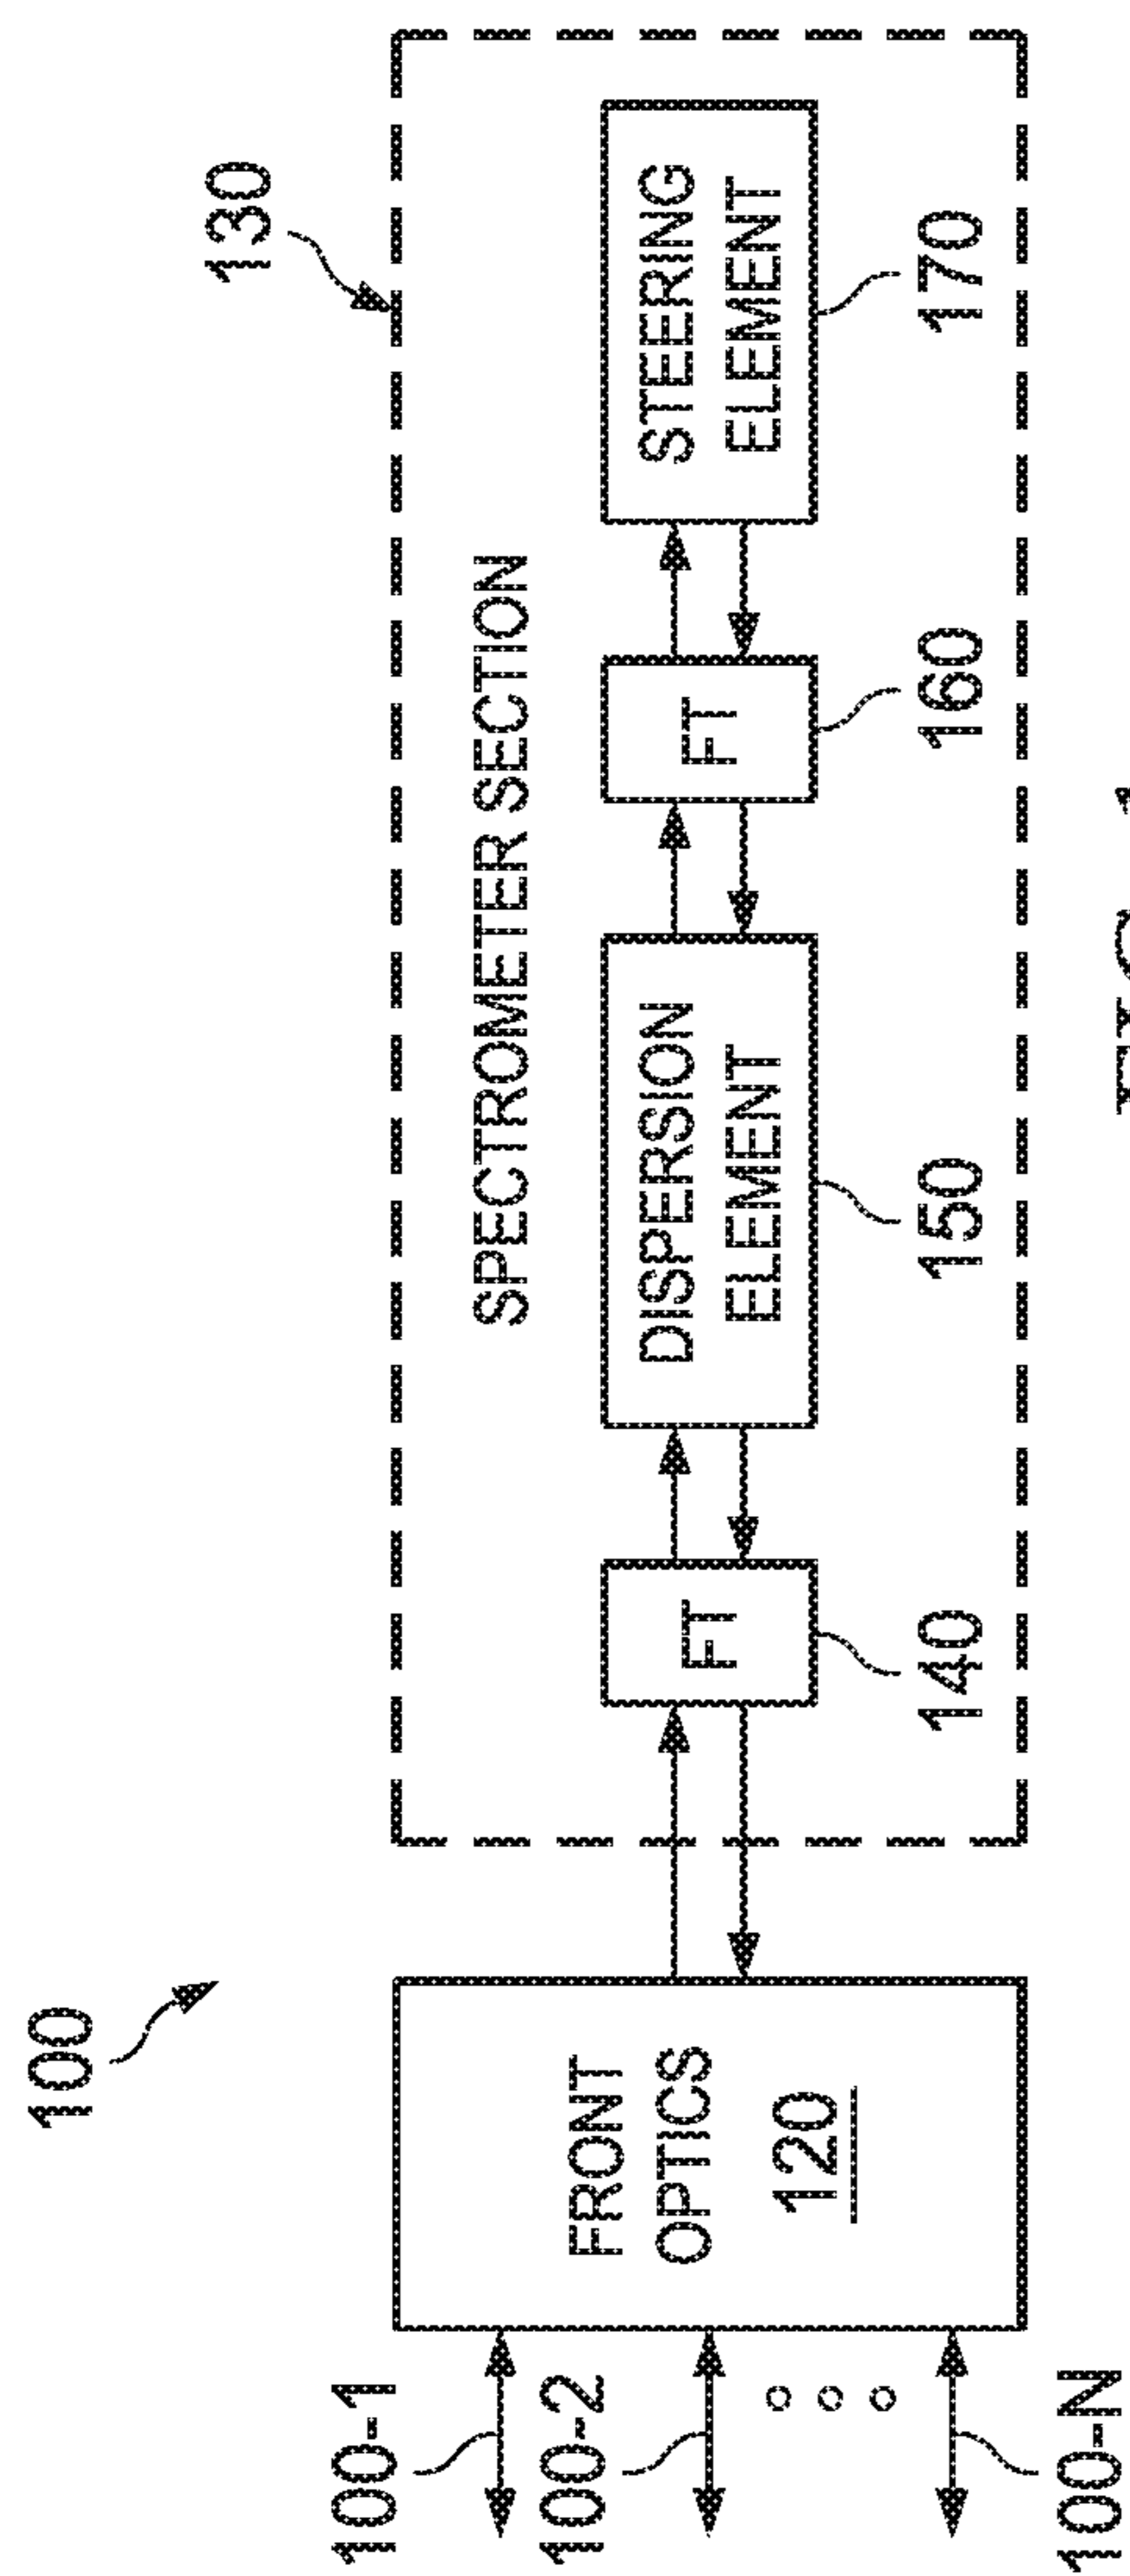 100
130
SPECTROMETER SECTION
100-1
100-2
100-N
FRONT
OPTICS
120
FT
140
DISPERSION
ELEMENT
150
FT
160
STEERING
ELEMENT
170